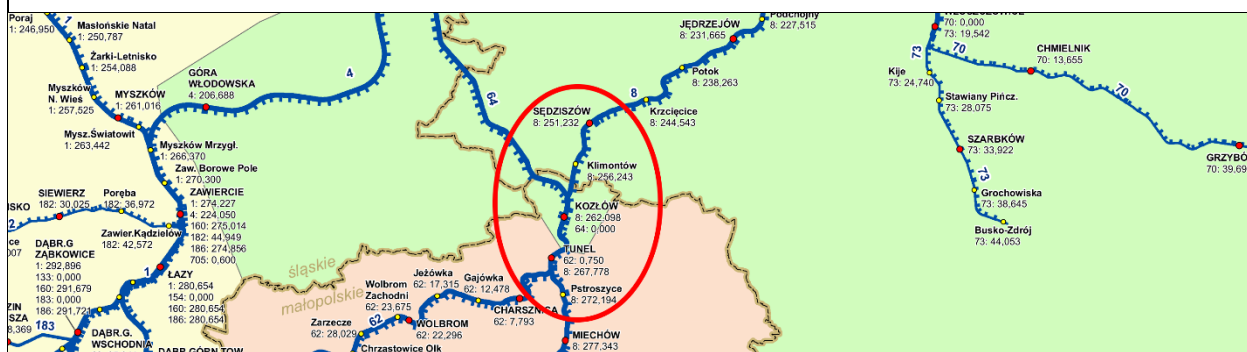 Poraj
1: 246,950
1
Masłońskie Natal
1: 250,787
Żarki-Letnisko
1: 254,088
Myszków
N. Wieś
1: 257,525
MYSZKÓW
1: 261,016
Mysz.Światowit
1: 263,442
Myszków Mrzygł.
1: 266,370
Zaw. Borowe Pole
1: 270,300
GÓRA
WŁODOWSKA
4: 206,688
4
SIEWIERZ
182: 30,025
Poręba
182: 36,972
ZAWIERCIE
1: 274,227
4: 224,050
160: 275,014
182: 44,949
186: 274,856
705: 0,600
Zawier.Kądzielów
182: 42,572
DĄBR.G
ZĄBKOWICE
1: 292,896
133: 0,000
160: 291,679
183: 0,000
186: 291,721
1
ŁAZY
1: 280,654
154: 0,000
160: 280,654
186: 280,654
183
DĄBR.G.
WSCHODNIA
64
JĘDRZEJÓW
8: 231,665
Podchojny
8: 227,515
Potok
8: 238,263
8
Krzcięcice
8: 244,543
SĘDZISZÓW
8: 251,232
Klimontów
8: 256,243
KOZŁÓW
8: 262,098
64: 0,000
TUNEL
62: 0,750
8: 267,778
Pstroszyce
8: 272,194
MIECHÓW
8: 277,343
śląskie
małopolskie
Wolbrom
Zachodni
62: 23,675
Jeżówka
62: 17,315
Gajówka
62: 12,478
CHARSZNICA
62: 7,793
WOLBROM
62: 22,296
62
Zarzecze
62: 28,029
Chrzastowice Olk
70: 0,000
73: 19,542
73
70
CHMIELNIK
70: 13,655
70
Kije
73: 24,740
Stawiany Pińcz.
73: 28,075
SZARBKÓW
73: 33,922
73
Grochowiska
73: 38,645
Busko-Zdrój
73: 44,053
GRZYBÓ
70: 39,69